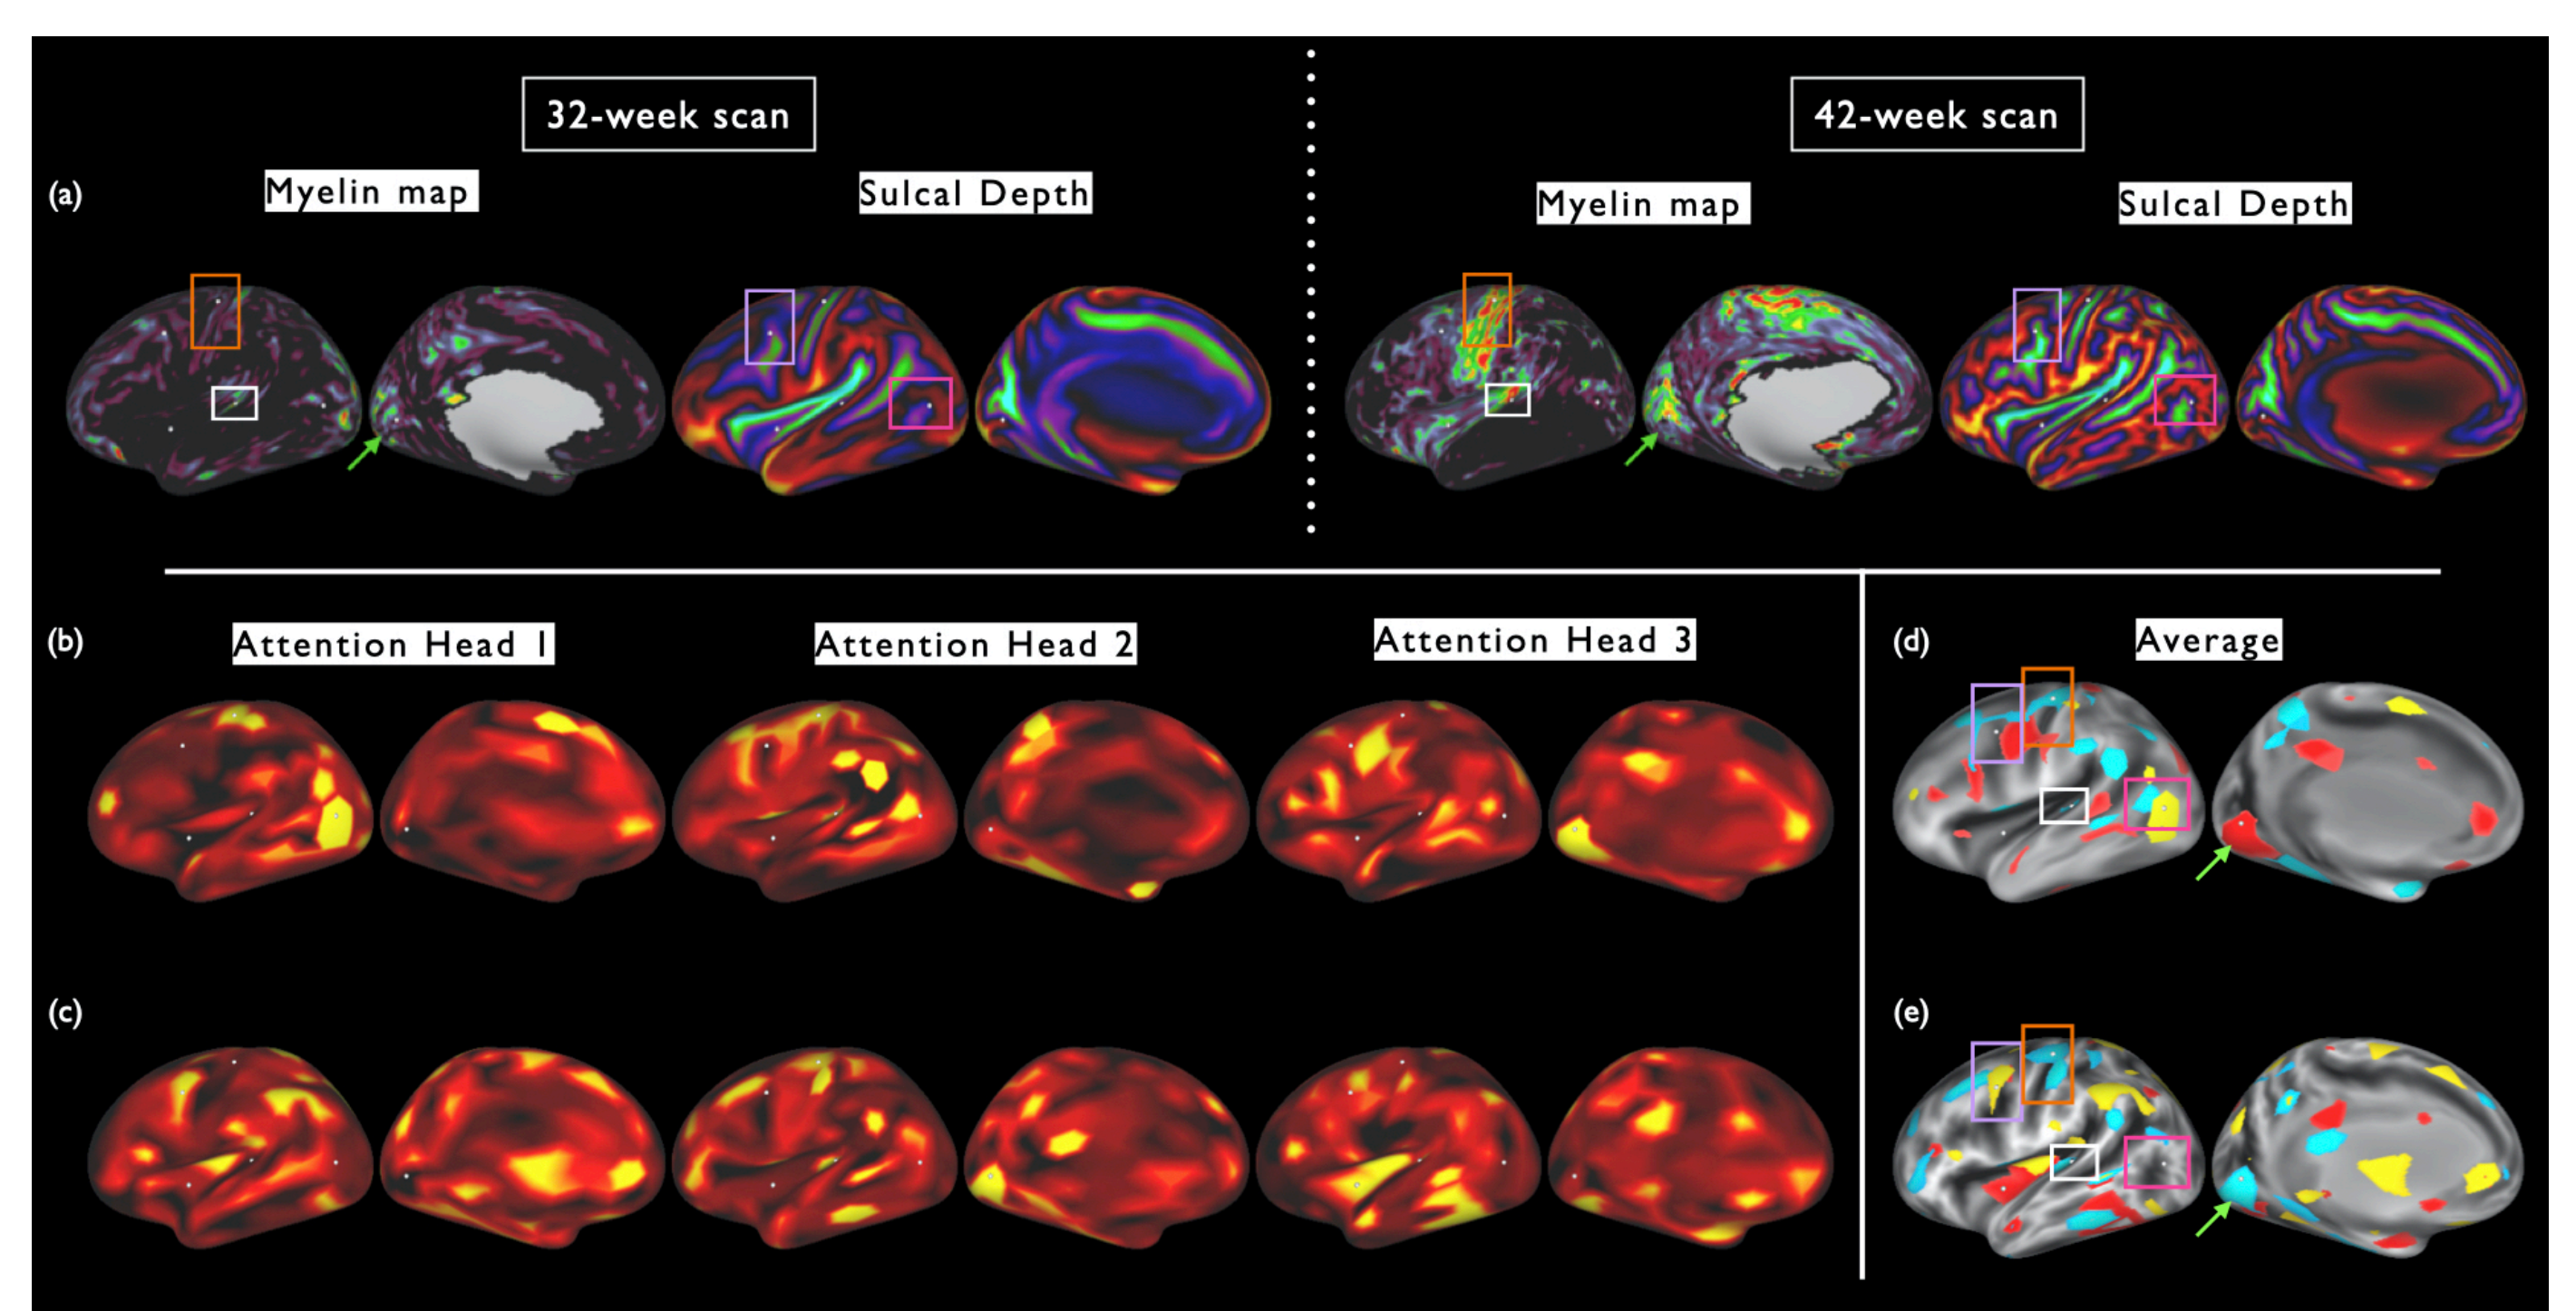 32-week scan
42-week scan
(a)
Myelin map
Sulcal Depth
Myelin map
Sulcal Depth
(b)
Attention Head 1
Attention Head 2
Attention Head 3
(d)
Average
(c)
(e)